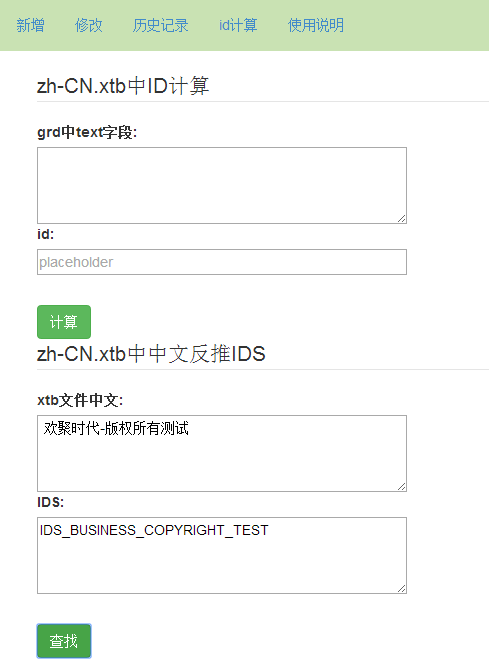 新增 修改 历史记录 id计算 使用说明
zh-CN.xtb中ID计算
grd中text字段:
id:
placeholder
计算
zh-CN.xtb中中文反推IDS
xtb文件中文:
欢聚时代-版权所有测试
IDS:
IDS_BUSINESS_COPYRIGHT_TEST
查找